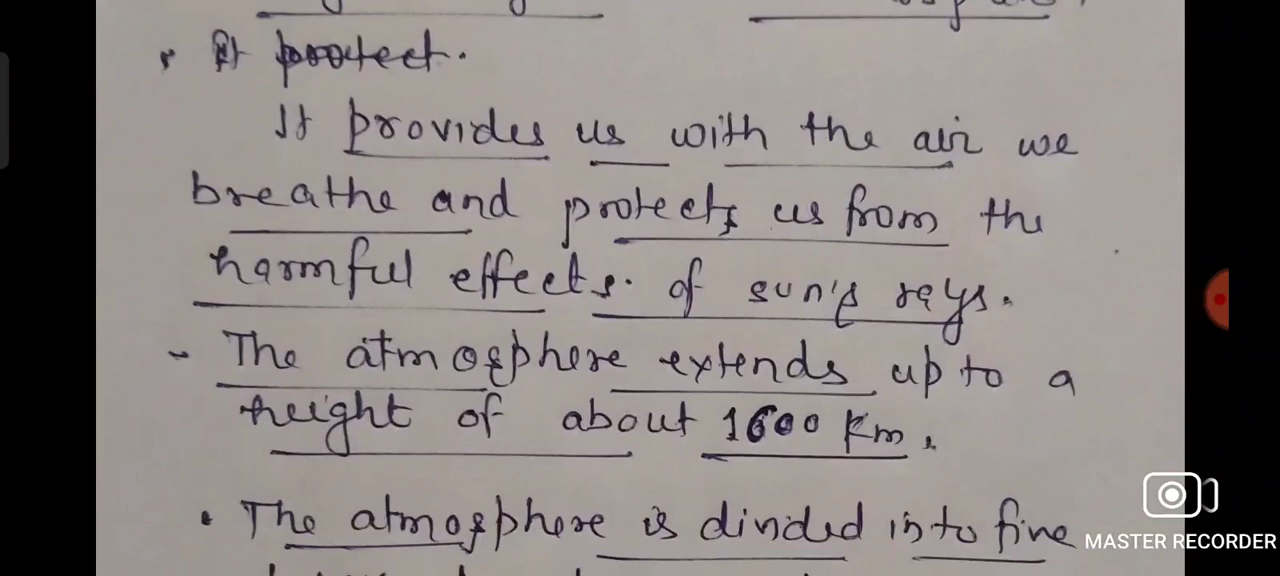 It protect.
It provides us with the air we
breathe and protects us from the
harmful effects. of sun's rays.
- The atmosphere extends up to a
height of about 1600 km.
• The atmosphere is divided into five
MASTER RECORDER